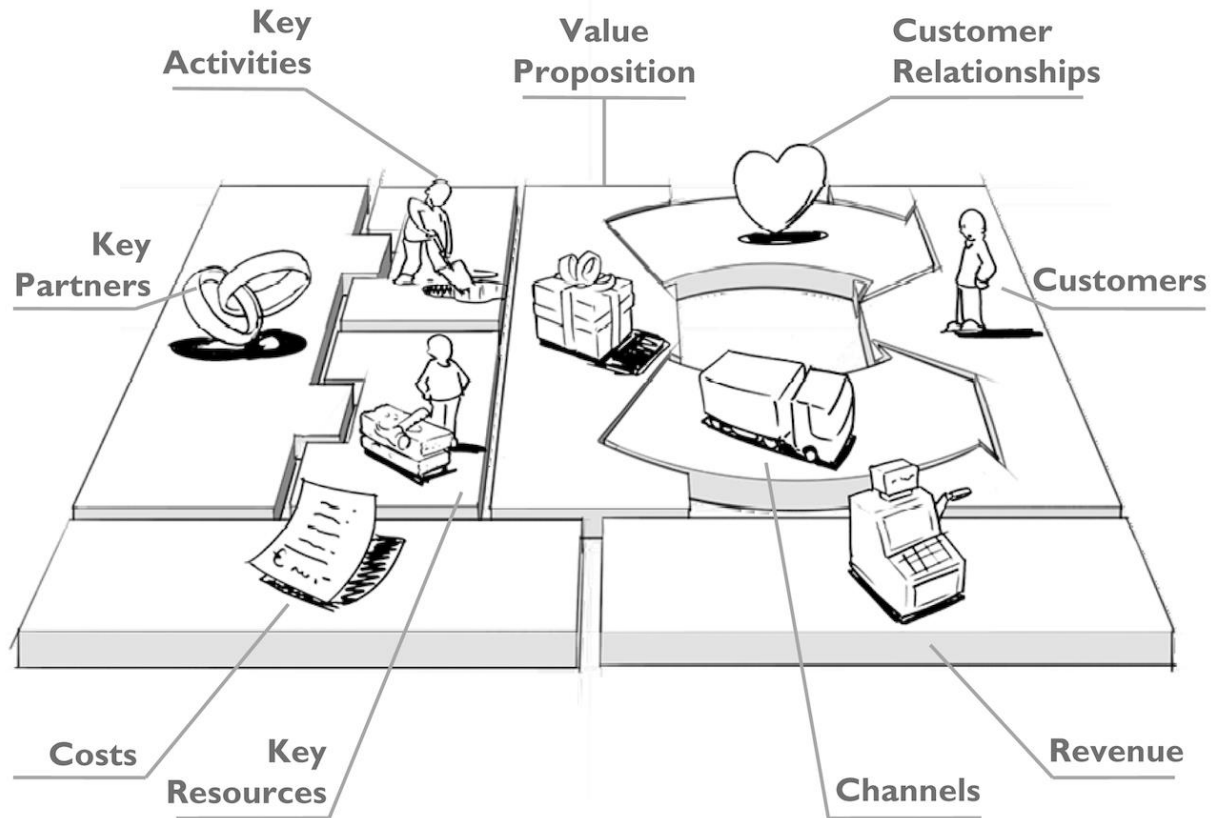 Key
Activities
Value
Proposition
Customer
Relationships
Key
Partners
Customers
Costs
Key
Resources
Channels
Revenue